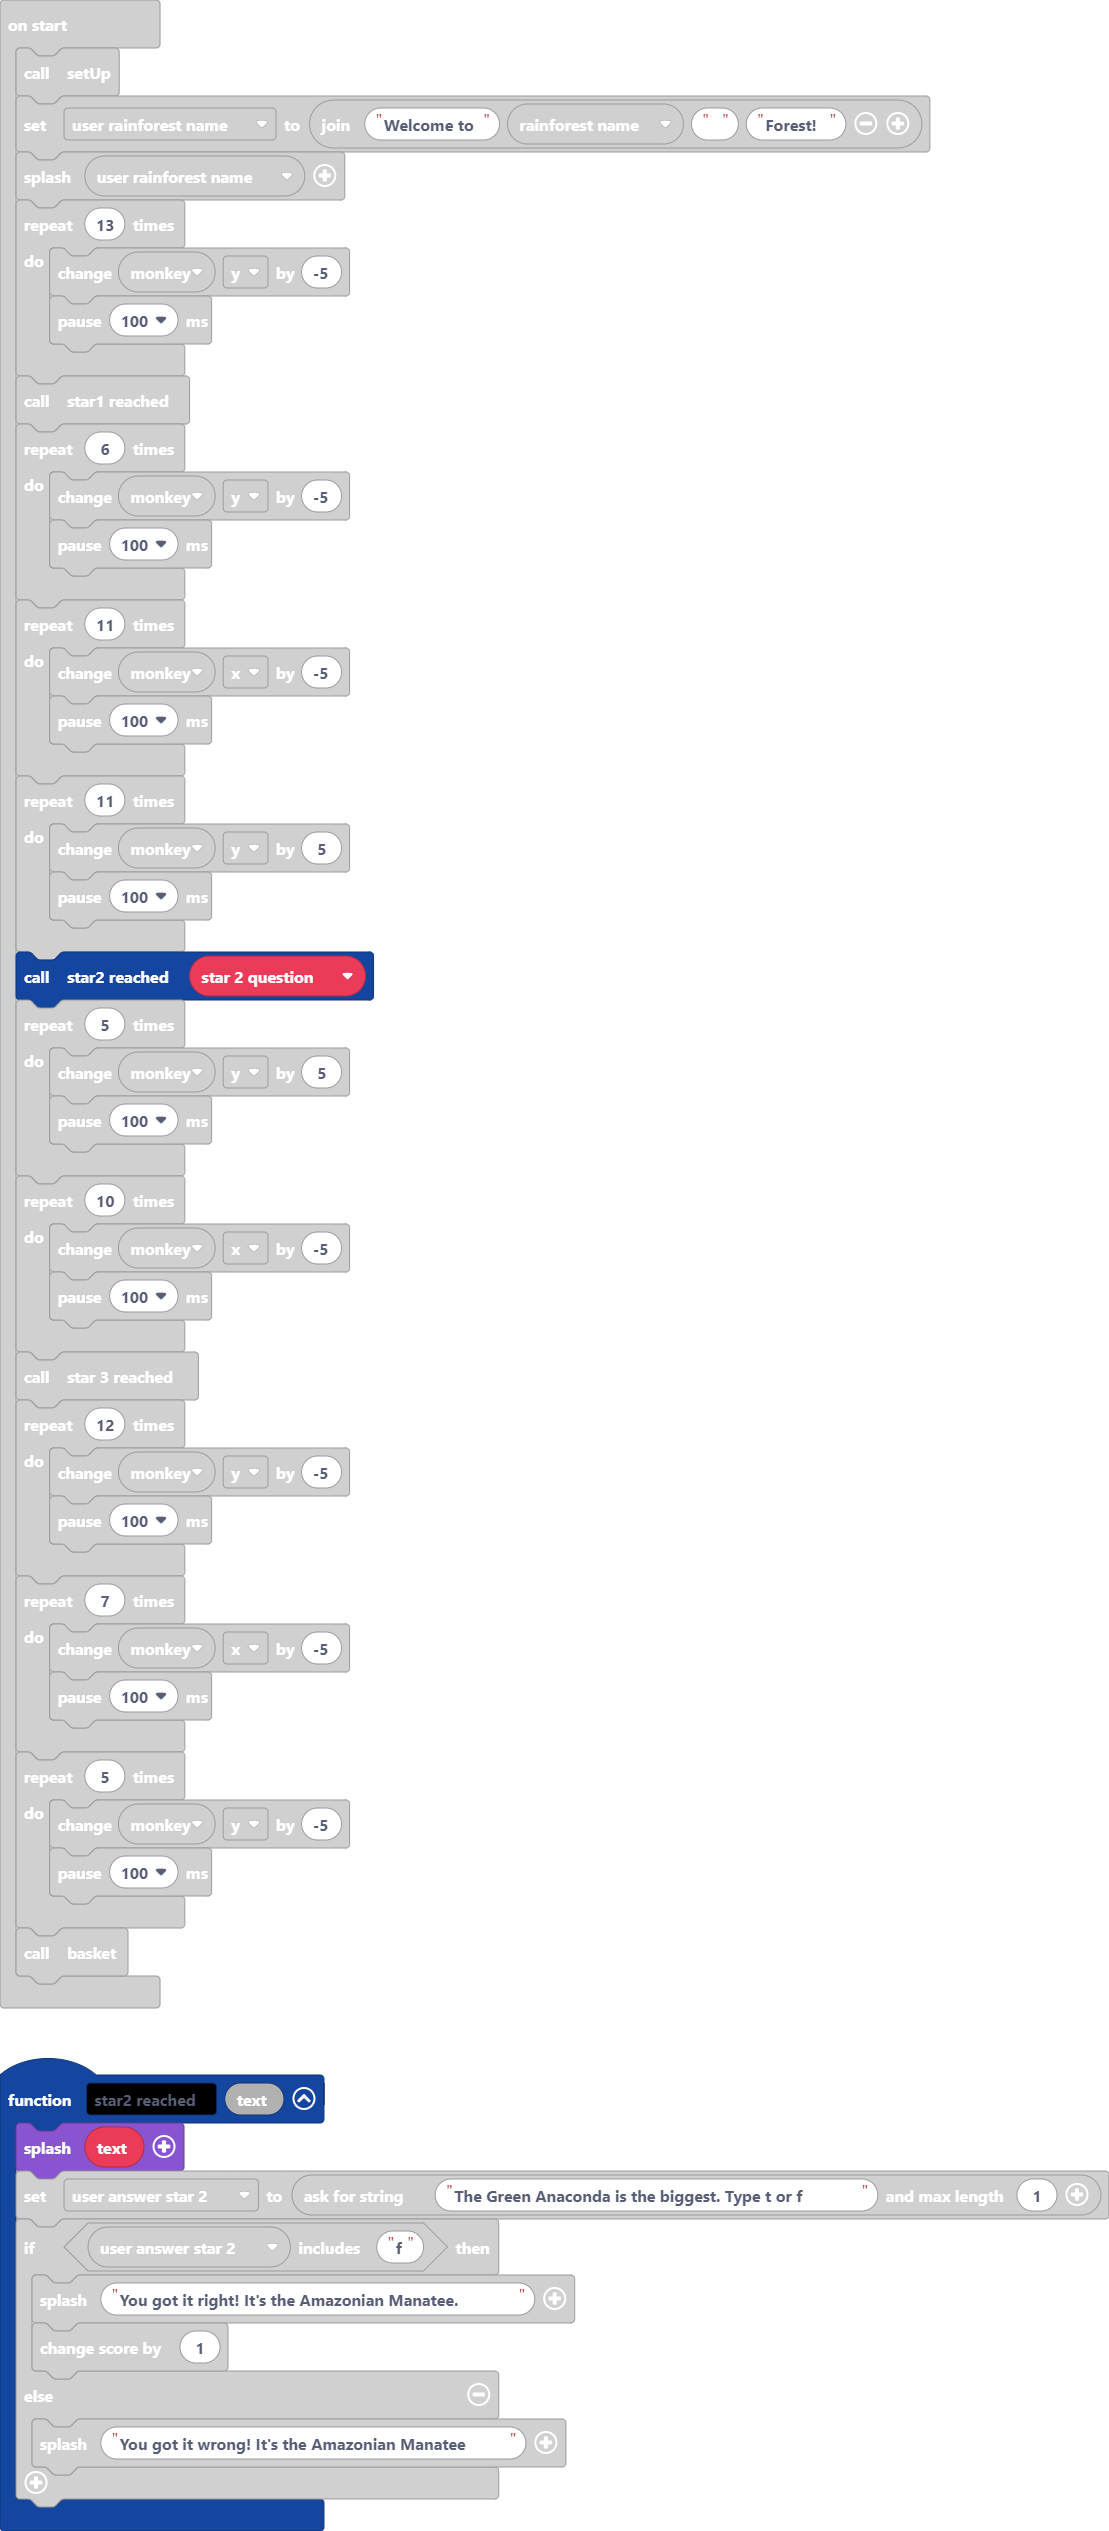 on start
call setUp
set user rainforest name to join "Welcome to " rainforest name " " "Forest! "
splash user rainforest name
repeat 13 times
do change monkey y by -5
pause 100 ms
call star1 reached
repeat 6 times
do change monkey y by -5
pause 100 ms
repeat 11 times
do change monkey x by -5
pause 100 ms
repeat 11 times
do change monkey y by 5
pause 100 ms
call star2 reached star 2 question
repeat 5 times
do change monkey y by 5
pause 100 ms
repeat 10 times
do change monkey x by -5
pause 100 ms
call star 3 reached
repeat 12 times
do change monkey y by -5
pause 100 ms
repeat 7 times
do change monkey x by -5
pause 100 ms
repeat 5 times
do change monkey y by -5
pause 100 ms
call basket
function star2 reached text
splash text
set user answer star 2 to ask for string "The Green Anaconda is the biggest. Type t or f " and max length 1
if user answer star 2 includes "f" then
splash "You got it right! It's the Amazonian Manatee. "
change score by 1
else
splash "You got it wrong! It's the Amazonian Manatee "